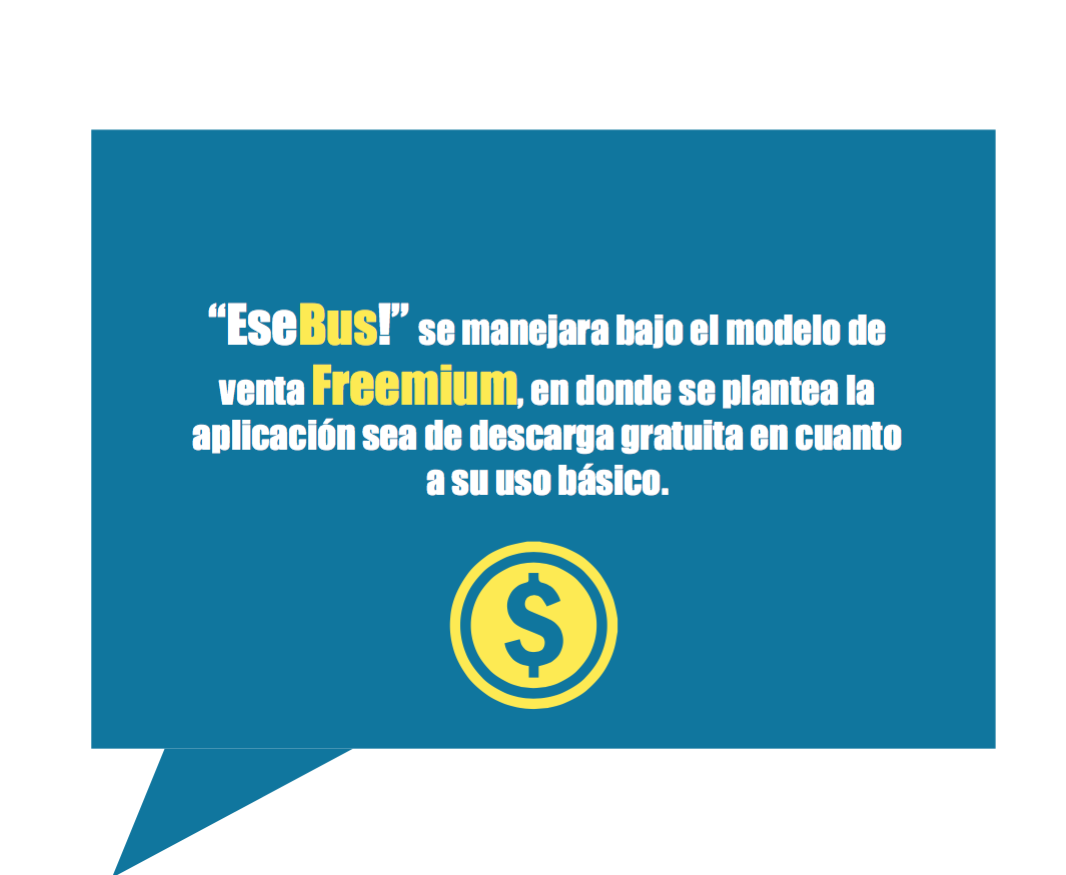 “EseBus!” se manejara bajo el modelo de
venta Freemium, en donde se plantea la
aplicación sea de descarga gratuita en cuanto
a su uso básico.
$